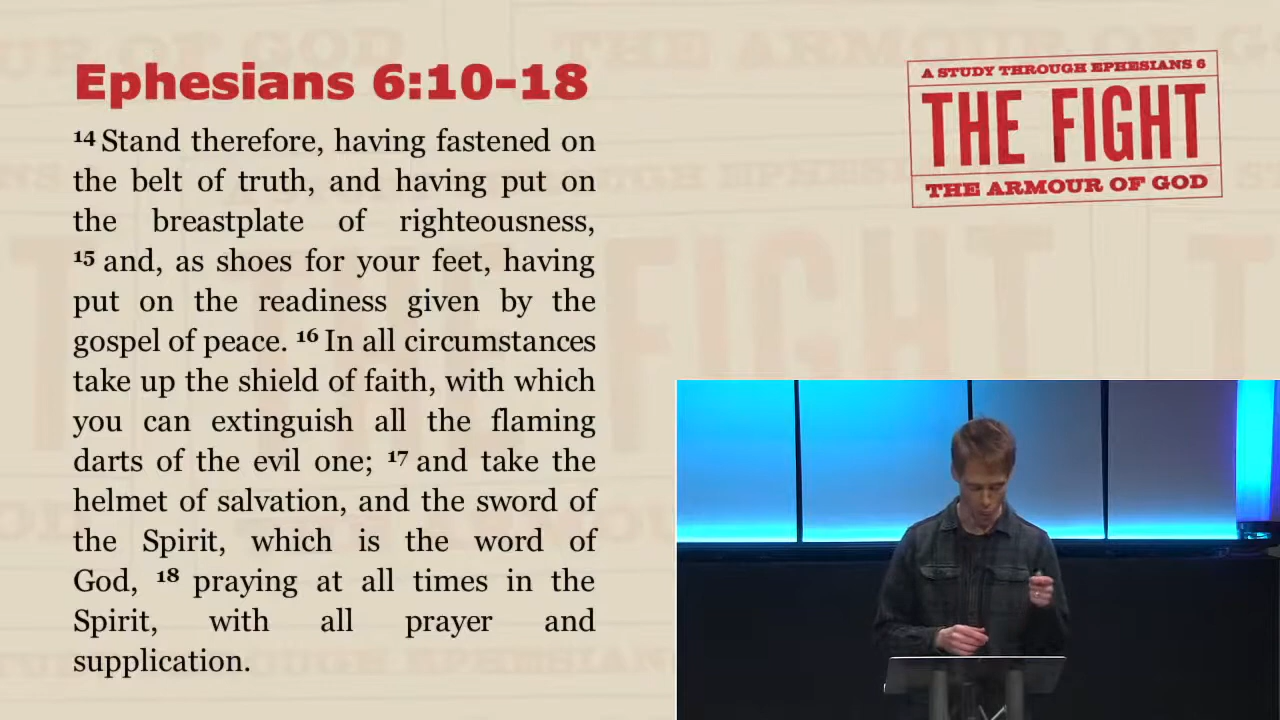 Ephesians 6:10-18
14 Stand therefore, having fastened on
the belt of truth, and having put on
the breastplate of righteousness,
15 and, as shoes for your feet, having
put on the readiness given by the
gospel of peace. 16 In all circumstances
take up the shield of faith, with which
you can extinguish all the flaming
darts of the evil one; 17 and take the
helmet of salvation, and the sword of
the Spirit, which is the word of
God, 18 praying at all times in the
Spirit, with all prayer and
supplication.
A STUDY THROUGH EPHESIANS 6
THE FIGHT
THE ARMOUR OF GOD